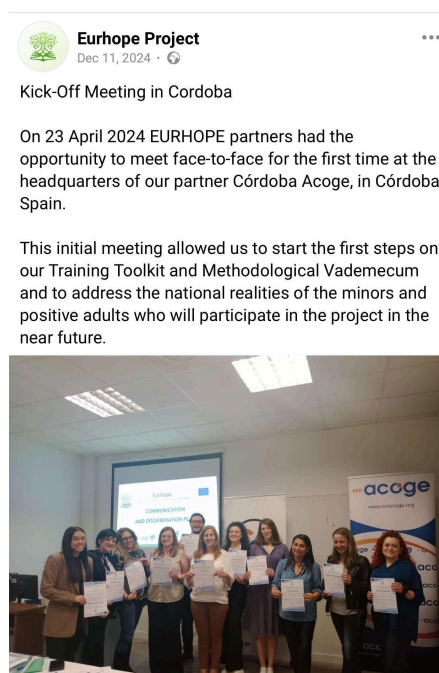 Eurhope Project
Dec 11, 2024 ·
Kick-Off Meeting in Cordoba
On 23 April 2024 EURHOPE partners had the
opportunity to meet face-to-face for the first time at the
headquarters of our partner Córdoba Acoge, in Córdoba
Spain.
This initial meeting allowed us to start the first steps on
our Training Toolkit and Methodological Vademecum
and to address the national realities of the minors and
positive adults who will participate in the project in the
near future.
Eurhope
COMMUNICATION
AND DISSEMINATION PL
RED acoge
www.redacoge.org